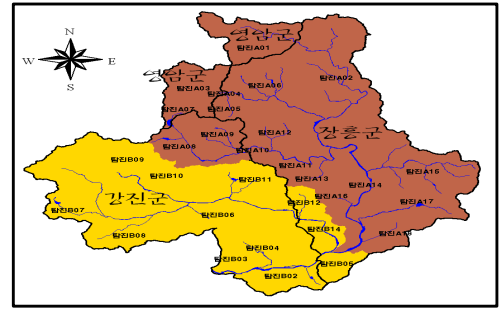 N
W E
S
영암군
탐진A01
영암군
탐진A03
탐진A04
탐진A06
탐진A02
탐진A07
탐진A05
탐진A09
탐진A12
장흥군
탐진A08
탐진A10
탐진B09
탐진A11
탐진A15
탐진B10
탐진B11
탐진A13
탐진A14
강진군
탐진A16
탐진B12
탐진A17
탐진B07
탐진B06
탐진B08
탐진B14
탐진A18
탐진B04
탐진B03
탐진B05
탐진B02